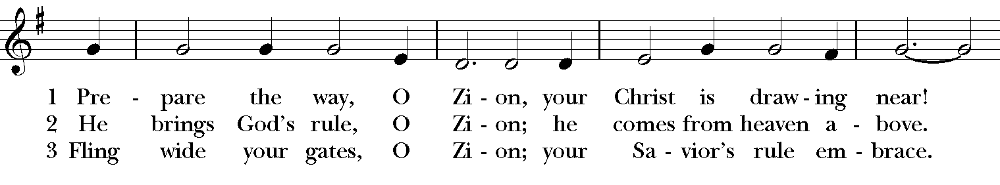 1 Pre - pare the way, O Zi - on, your Christ is draw - ing near!
2 He brings God's rule, O Zi - on; he comes from heaven a - bove.
3 Fling wide your gates, O Zi - on; your Sa - vior's rule em - brace.